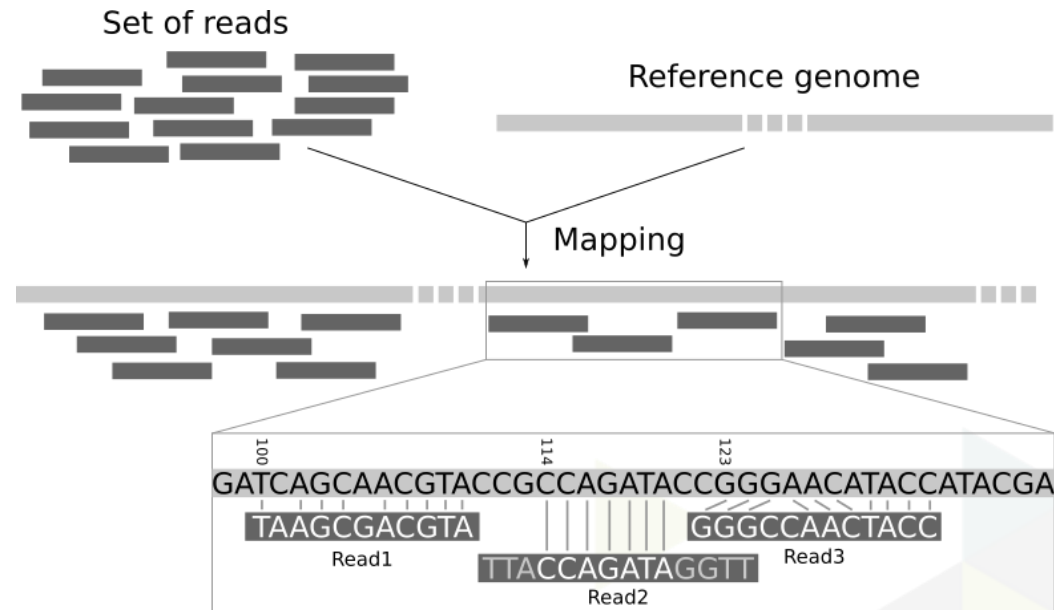 Set of reads
Reference genome
Mapping
100
114
123
GATCAGCAACGTACCGCCAGATACCGGGAACATACCATACGA
TAAGCGACGTA
Read1
TTACCAGATAGGTT
Read2
GGGCCAACTACC
Read3